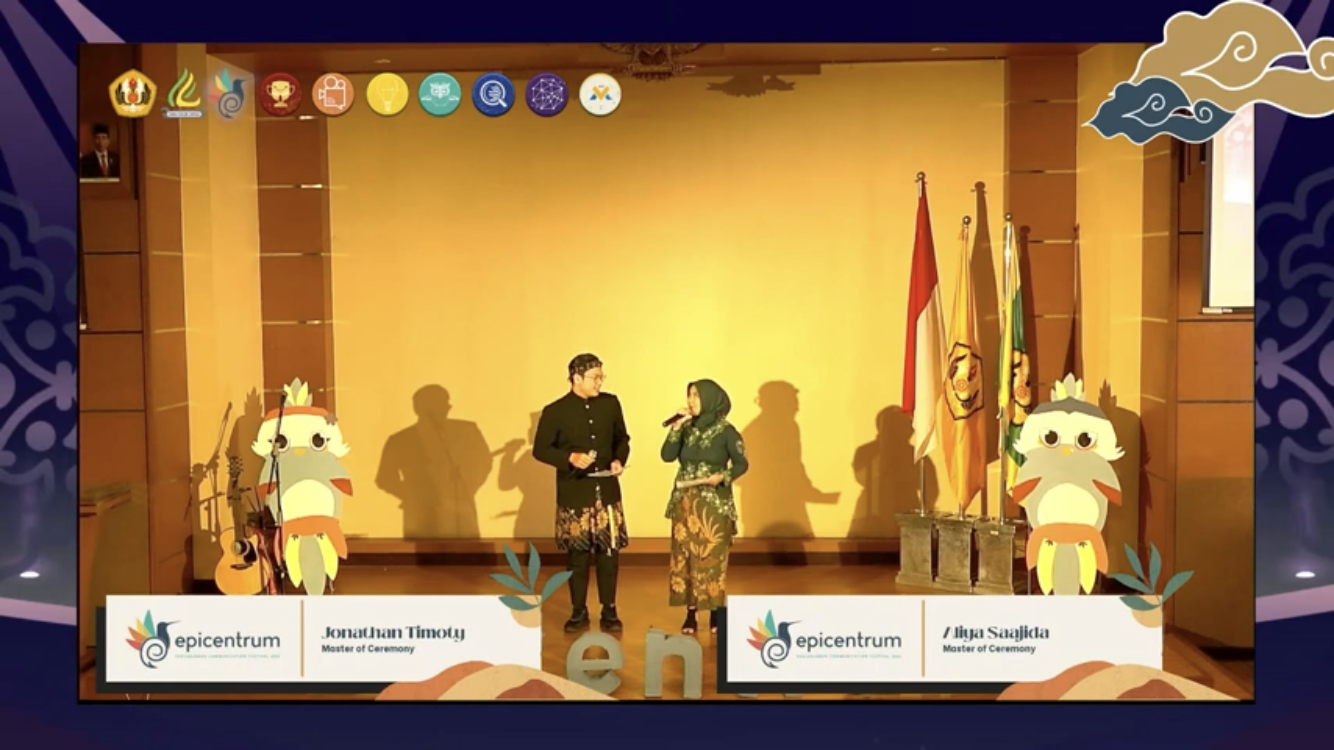 epicentrum
Jonathan Timoty
Master of Ceremony
en
epicentrum
Aliya Saajida
Master of Ceremony